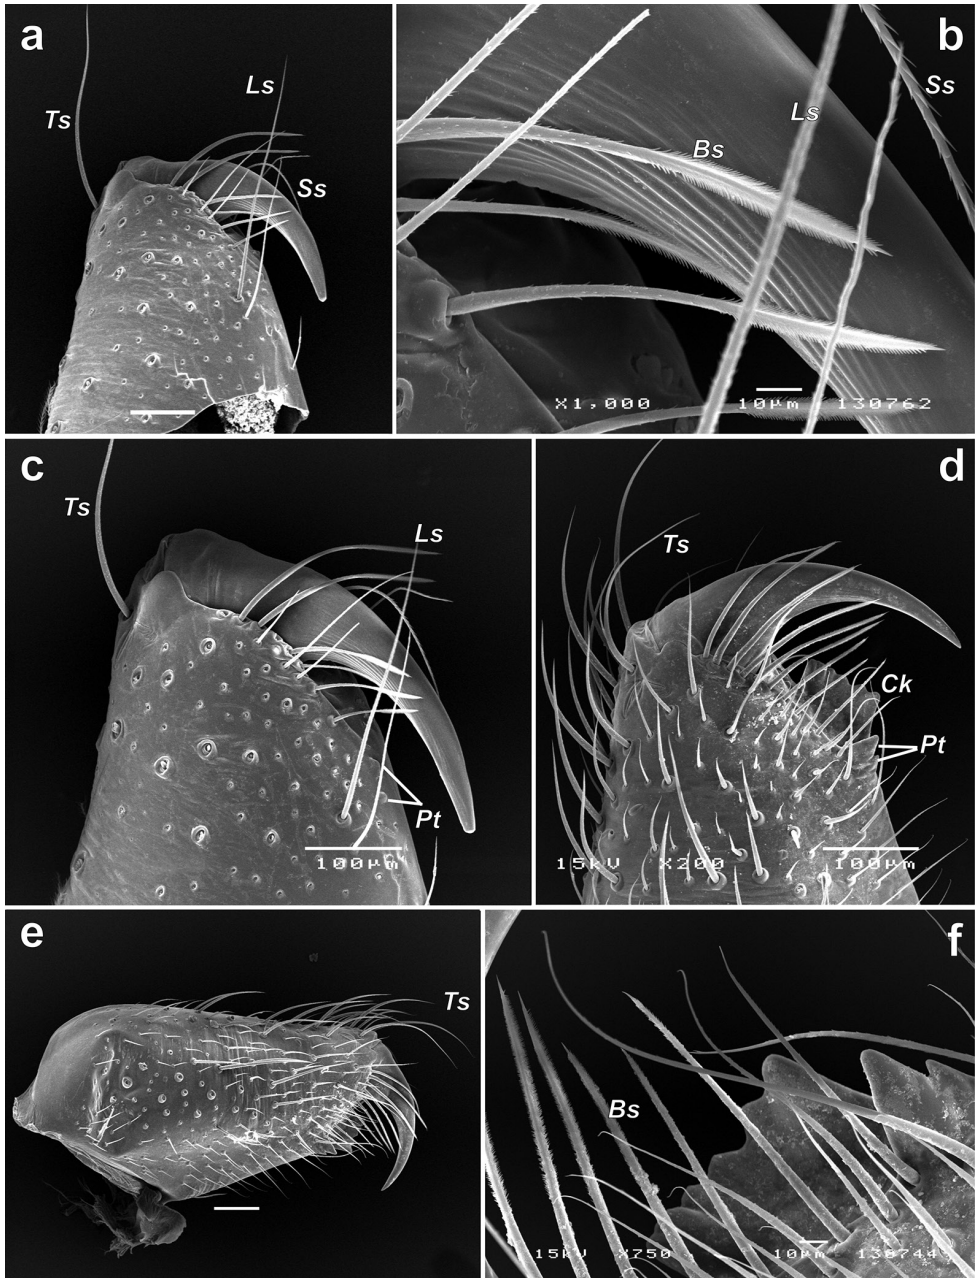 a
Ts
Ls
Ss
b
Ss
Ls
Bs
X1,000 10µm 130762
c
Ts
Ls
Pt
100µm
d
Ts
Ck
Pt
15kV X200 100µm
e
Ts
f
Bs
15kV X750 10µm